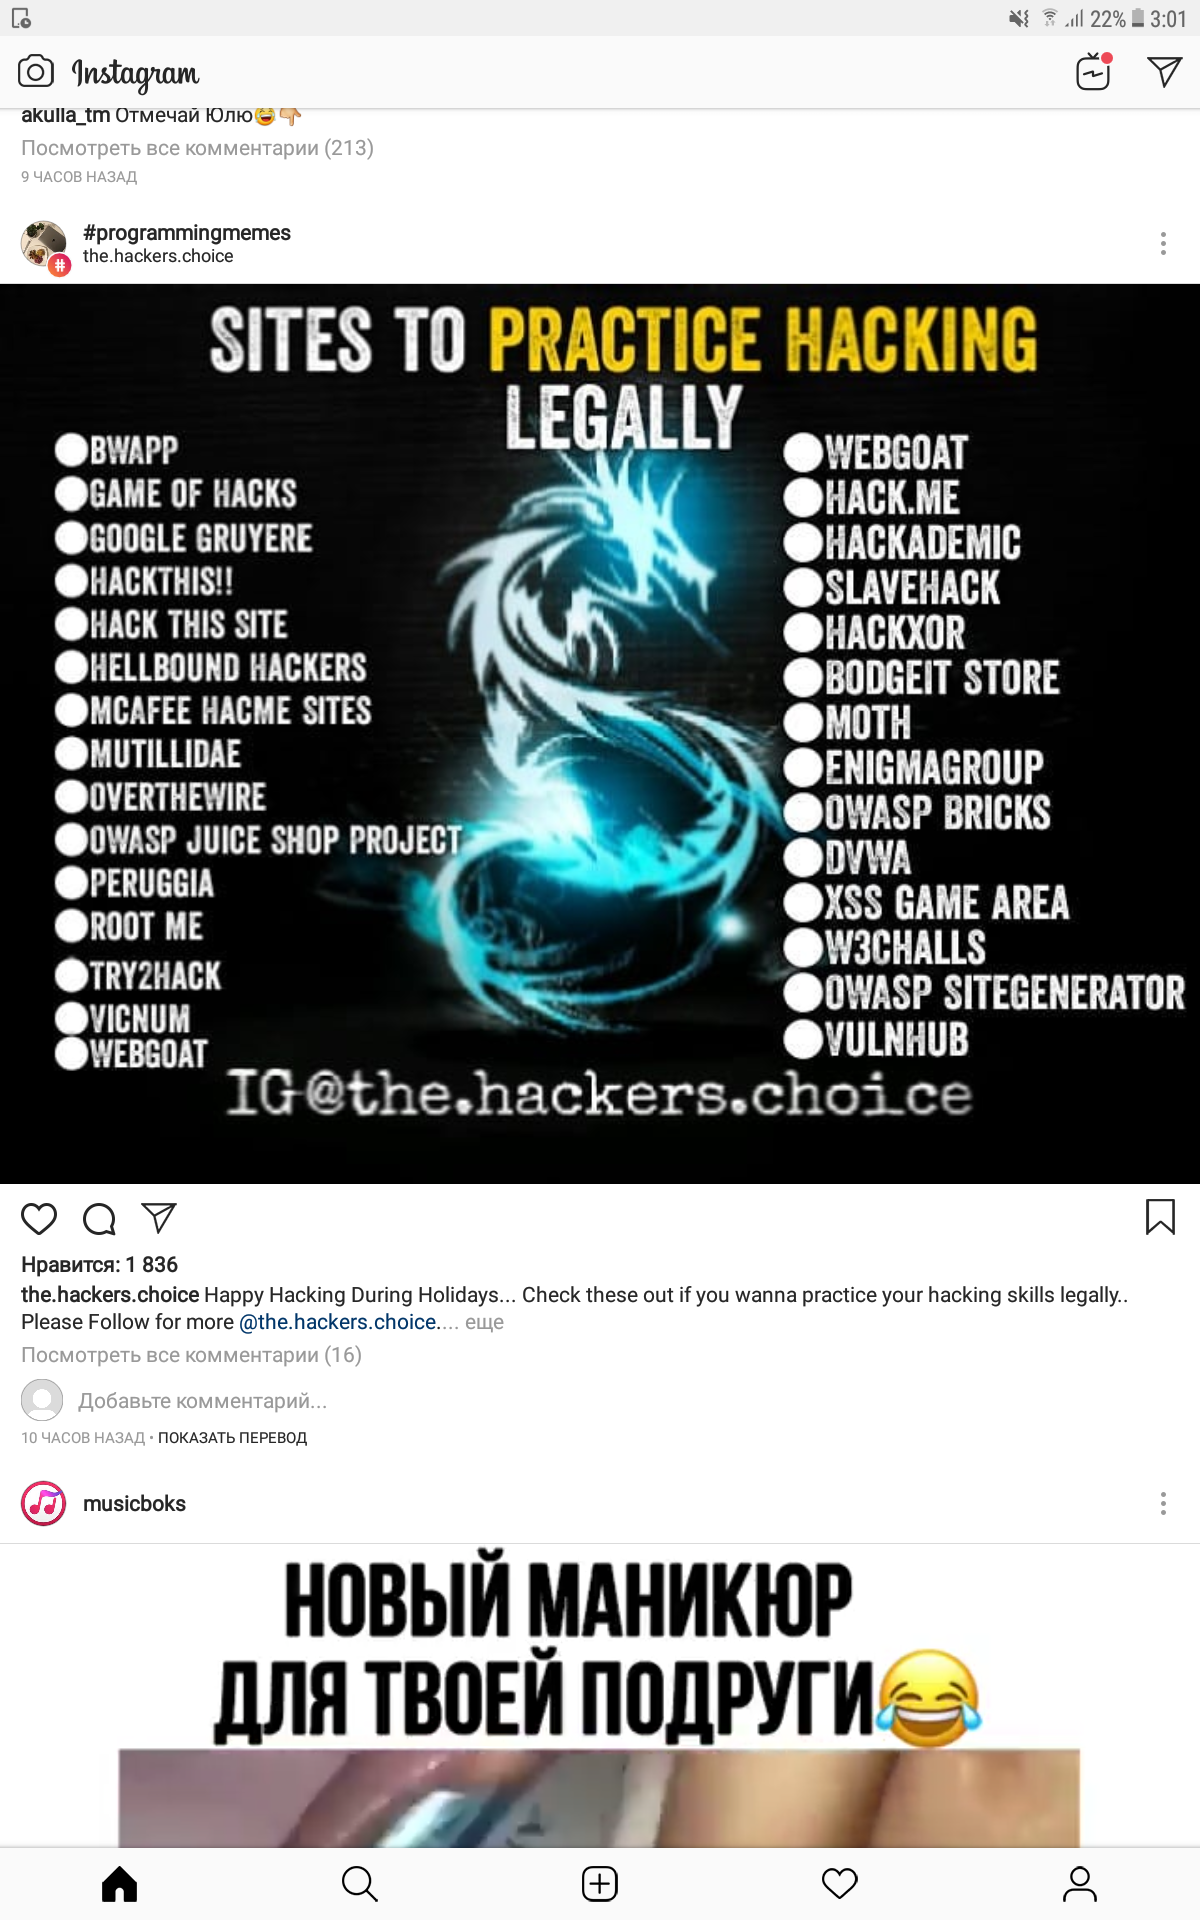 22% 3:01
Instagram
akulla_tm Отмечай Юлю😂👇
Посмотреть все комментарии (213)
9 ЧАСОВ НАЗАД
#programmingmemes
the.hackers.choice
SITES TO PRACTICE HACKING
LEGALLY
BWAPP
GAME OF HACKS
GOOGLE GRUYERE
HACKTHIS!!
HACK THIS SITE
HELLBOUND HACKERS
MCAFEE HACME SITES
MUTILLIDAE
OVERTHEWIRE
OWASP JUICE SHOP PROJECT
PERUGGIA
ROOT ME
TRY2HACK
VICNUM
WEBGOAT
WEBGOAT
HACK.ME
HACKADEMIC
SLAVEHACK
HACKXOR
BODGEIT STORE
MOTH
ENIGMAGROUP
OWASP BRICKS
DVWA
XSS GAME AREA
W3CHALLS
OWASP SITEGENERATOR
VULNHUB
IG@the.hackers.choice
Нравится: 1 836
the.hackers.choice Happy Hacking During Holidays... Check these out if you wanna practice your hacking skills legally..
Please Follow for more @the.hackers.choice.... еще
Посмотреть все комментарии (16)
Добавьте комментарий...
10 ЧАСОВ НАЗАД • ПОКАЗАТЬ ПЕРЕВОД
musicboks
НОВЫЙ МАНИКЮР
ДЛЯ ТВОЕЙ ПОДРУГИ😂